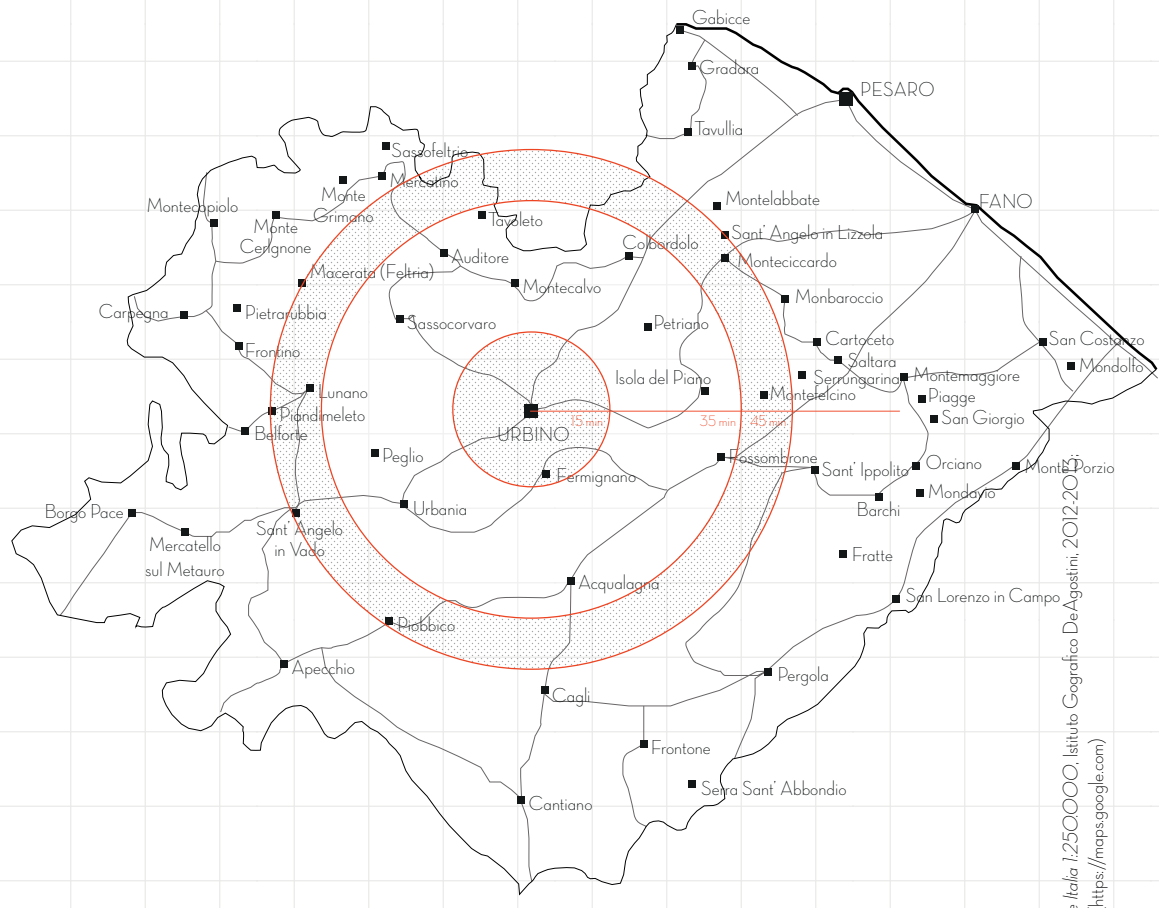 Gabicce
Gradara
PESARO
Tavullia
Sassofeltrio
Mercatino
Monte
Grimano
Montecopiolo
Monte
Cerignone
Tavoleto
Montelabbate
FANO
Sant' Angelo in Lizzola
Colbordolo
Auditore
Monteciccardo
Macerata (Feltria)
Montecalvo
Monbaroccio
Carpegna
Pietrarubbia
Sassocorvaro
Petriano
Cartoceto
San Costanzo
Frontino
Saltara
Mondolfo
Isola del Piano
Serrungarina
Montemaggiore
Lunano
Montefelcino
Piagge
Piandimeleto
15 min
35 min
45 min
San Giorgio
Belforte
URBINO
Peglio
Fossombrone
Sant' Ippolito
Orciano
Monte Porzio
Fermignano
Mondavio
Borgo Pace
Urbania
Barchi
Sant' Angelo
in Vado
Mercatello
sul Metauro
Fratte
Acqualagna
San Lorenzo in Campo
Piobbico
Apecchio
Pergola
Cagli
Frontone
Serra Sant' Abbondio
Cantiano
e Italia 1:250.000, Istituto Gografico DeAgostini, 2012-2013;
(https://maps.google.com)